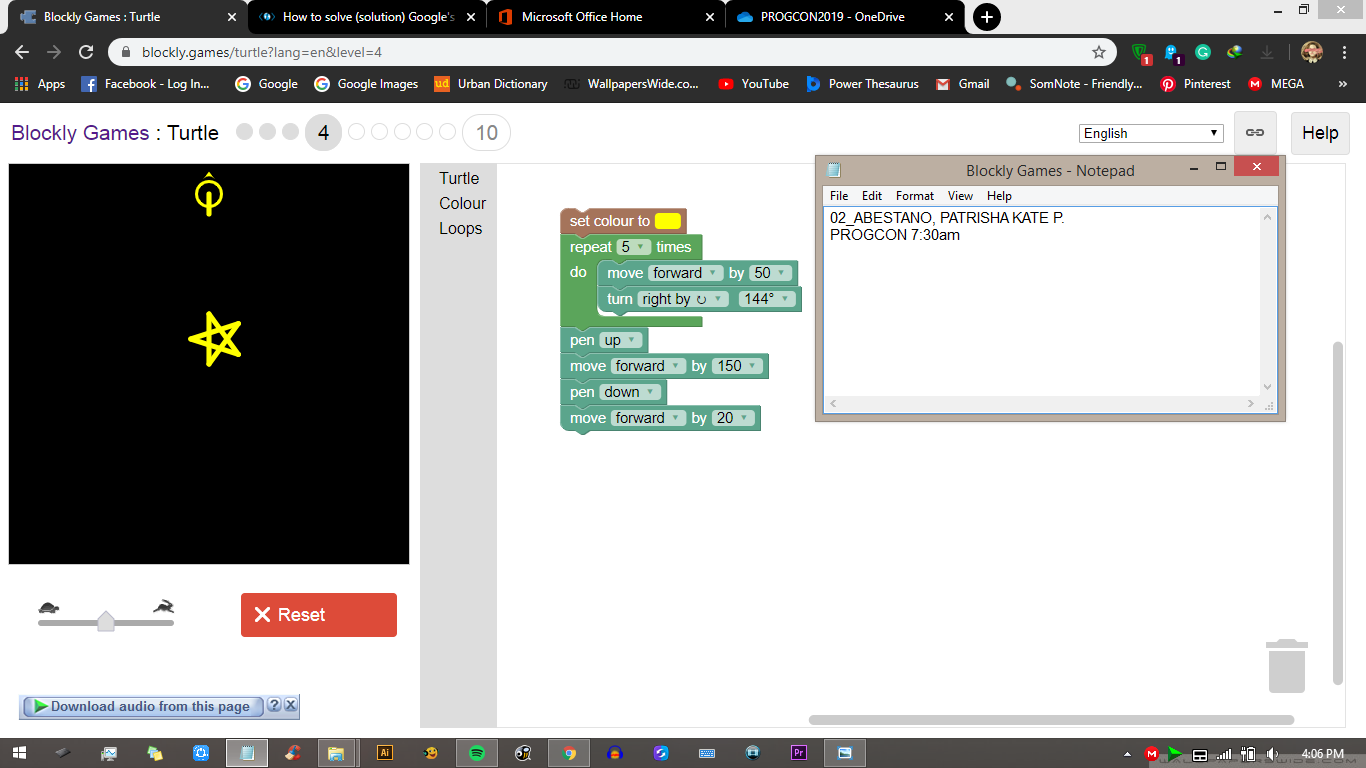 Blockly Games : Turtle
How to solve (solution) Google's
Microsoft Office Home
PROGCON2019 - OneDrive
blockly.games/turtle?lang=en&level=4
1
1
Apps
Facebook - Log In...
Google
Google Images
ud
Urban Dictionary
WallpapersWide.co...
YouTube
Power Thesaurus
Gmail
SomNote - Friendly...
Pinterest
MEGA
»
Blockly Games : Turtle
4
10
English
Help
Turtle
Colour
Loops
set colour to
repeat 5 times
do
move forward by 50
turn right by ↻ 144°
pen up
move forward by 150
pen down
move forward by 20
Blockly Games - Notepad
File Edit Format View Help
02_ABESTANO, PATRISHA KATE P.
PROGCON 7:30am
Reset
Download audio from this page
?
Ai
Pr
4:06 PM